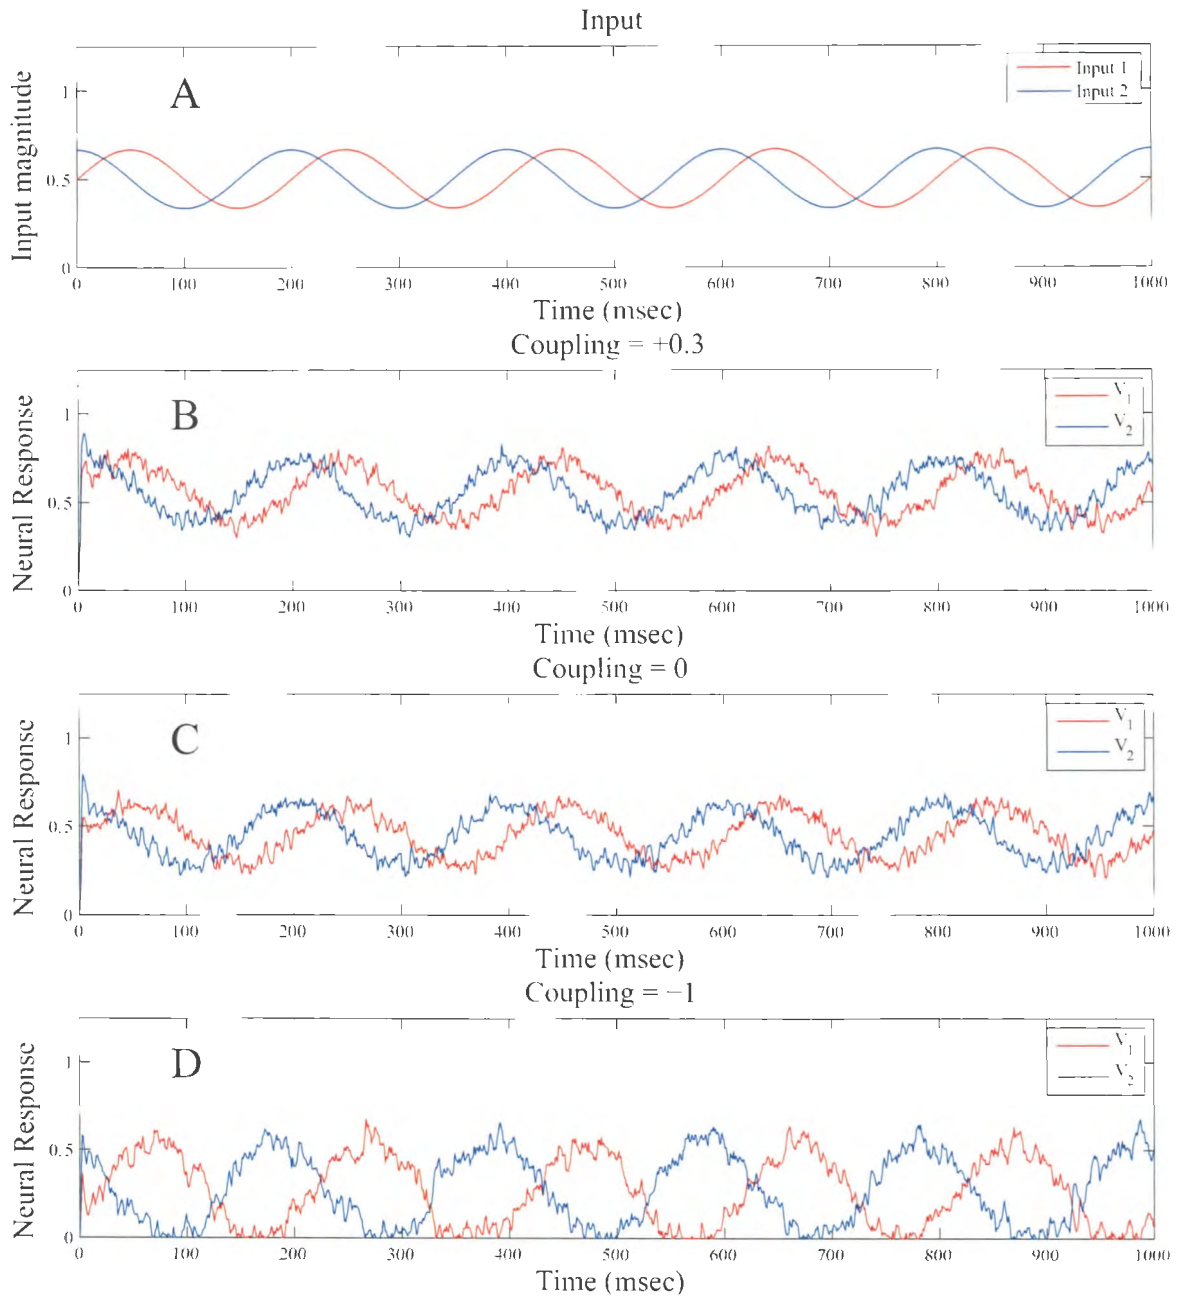 Input
A
Input 1
Input 2
Input magnitude
1
0.5
0
0 100 200 300 400 500 600 700 800 900 1000
Time (msec)
Coupling = +0.3
B
V1
V2
Neural Response
1
0.5
0
0 100 200 300 400 500 600 700 800 900 1000
Time (msec)
Coupling = 0
C
V1
V2
Neural Response
1
0.5
0
0 100 200 300 400 500 600 700 800 900 1000
Time (msec)
Coupling = −1
D
V1
V2
Neural Response
1
0.5
0
0 100 200 300 400 500 600 700 800 900 1000
Time (msec)